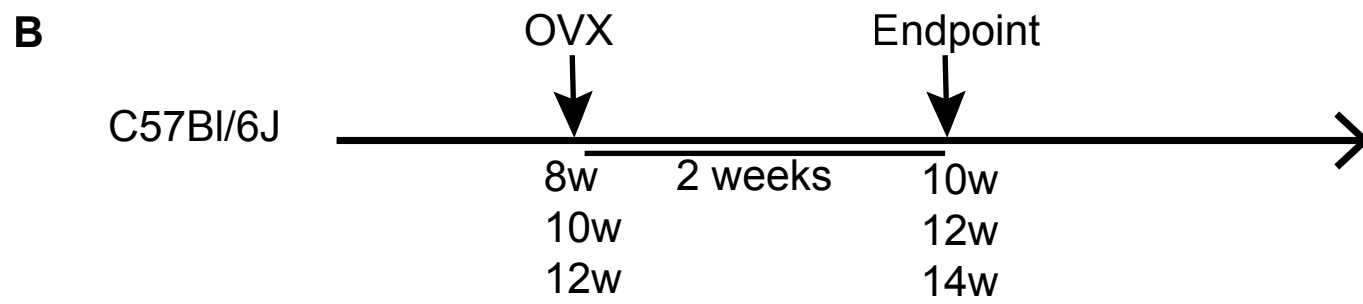 B
OVX Endpoint
C57Bl/6J
8w 2 weeks 10w
10w 12w
12w 14w